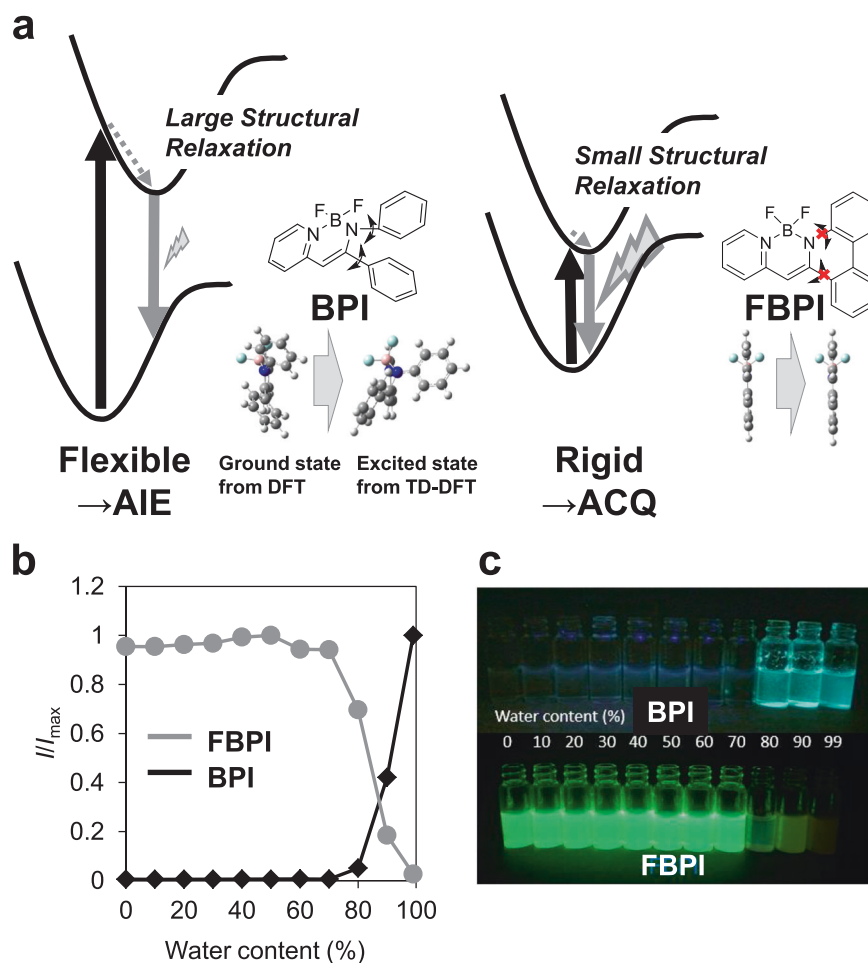 a
Large Structural
Relaxation
F
F
B
N
N
BPI
Flexible
→AIE
Ground state
from DFT
Excited state
from TD-DFT
Small Structural
Relaxation
F
F
B
N
N
FBPI
Rigid
→ACQ
b
1.2
1
0.8
0.6
0.4
0.2
0
I/Imax
FBPI
BPI
0 20 40 60 80 100
Water content (%)
c
BPI
Water content (%)
0 10 20 30 40 50 60 70 80 90 99
FBPI